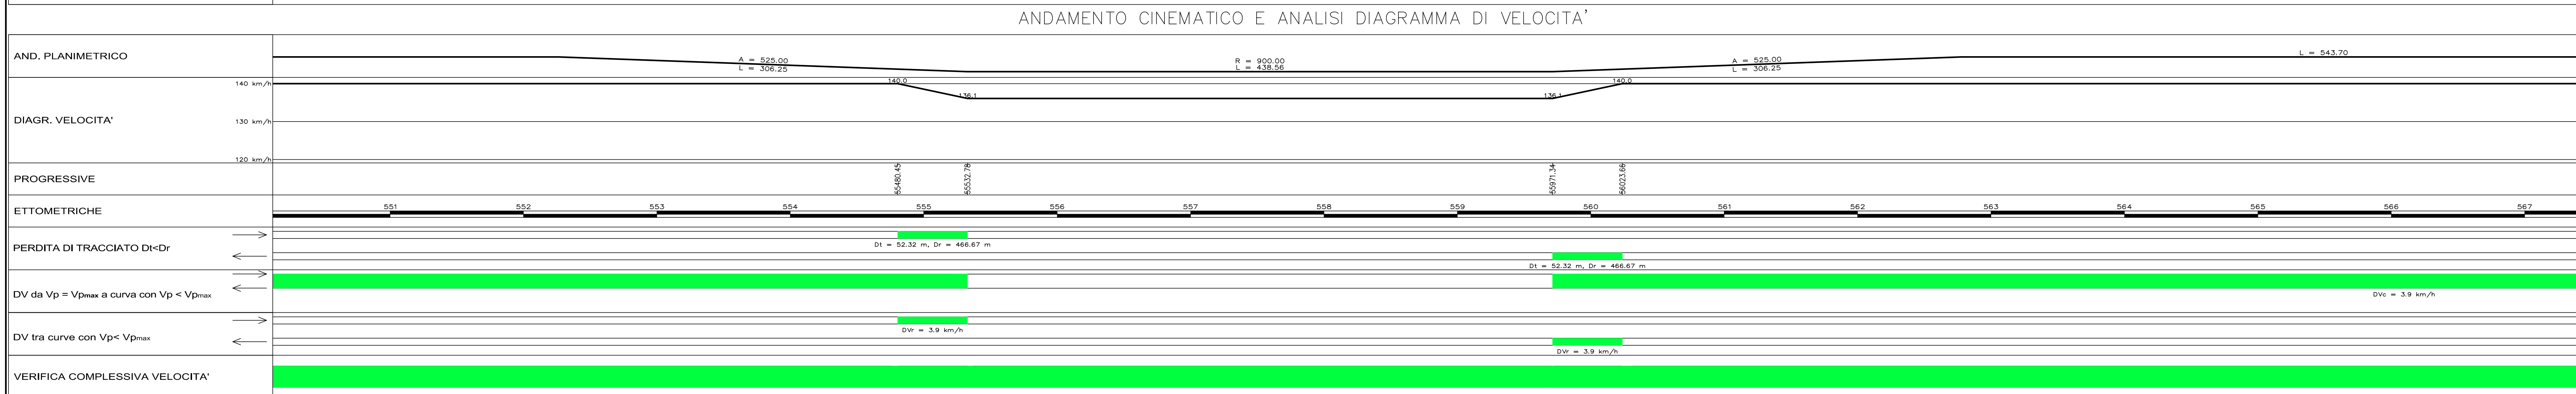 ANDAMENTO CINEMATICO E ANALISI DIAGRAMMA DI VELOCITA'
AND. PLANIMETRICO
A = 525.00
L = 306.25
R = 900.00
L = 438.56
A = 525.00
L = 306.25
L = 543.70
DIAGR. VELOCITA'
140 km/h
130 km/h
120 km/h
140.0
136.1
136.1
140.0
PROGRESSIVE
55480.45
55532.78
55971.34
56023.66
ETTOMETRICHE
551 552 553 554 555 556 557 558 559 560 561 562 563 564 565 566 567
PERDITA DI TRACCIATO Dt<Dr
Dt = 52.32 m, Dr = 466.67 m
Dt = 52.32 m, Dr = 466.67 m
DV da Vp = Vpmax a curva con Vp < Vpmax
DVc = 3.9 km/h
DV tra curve con Vp< Vpmax
DVr = 3.9 km/h
DVr = 3.9 km/h
VERIFICA COMPLESSIVA VELOCITA'